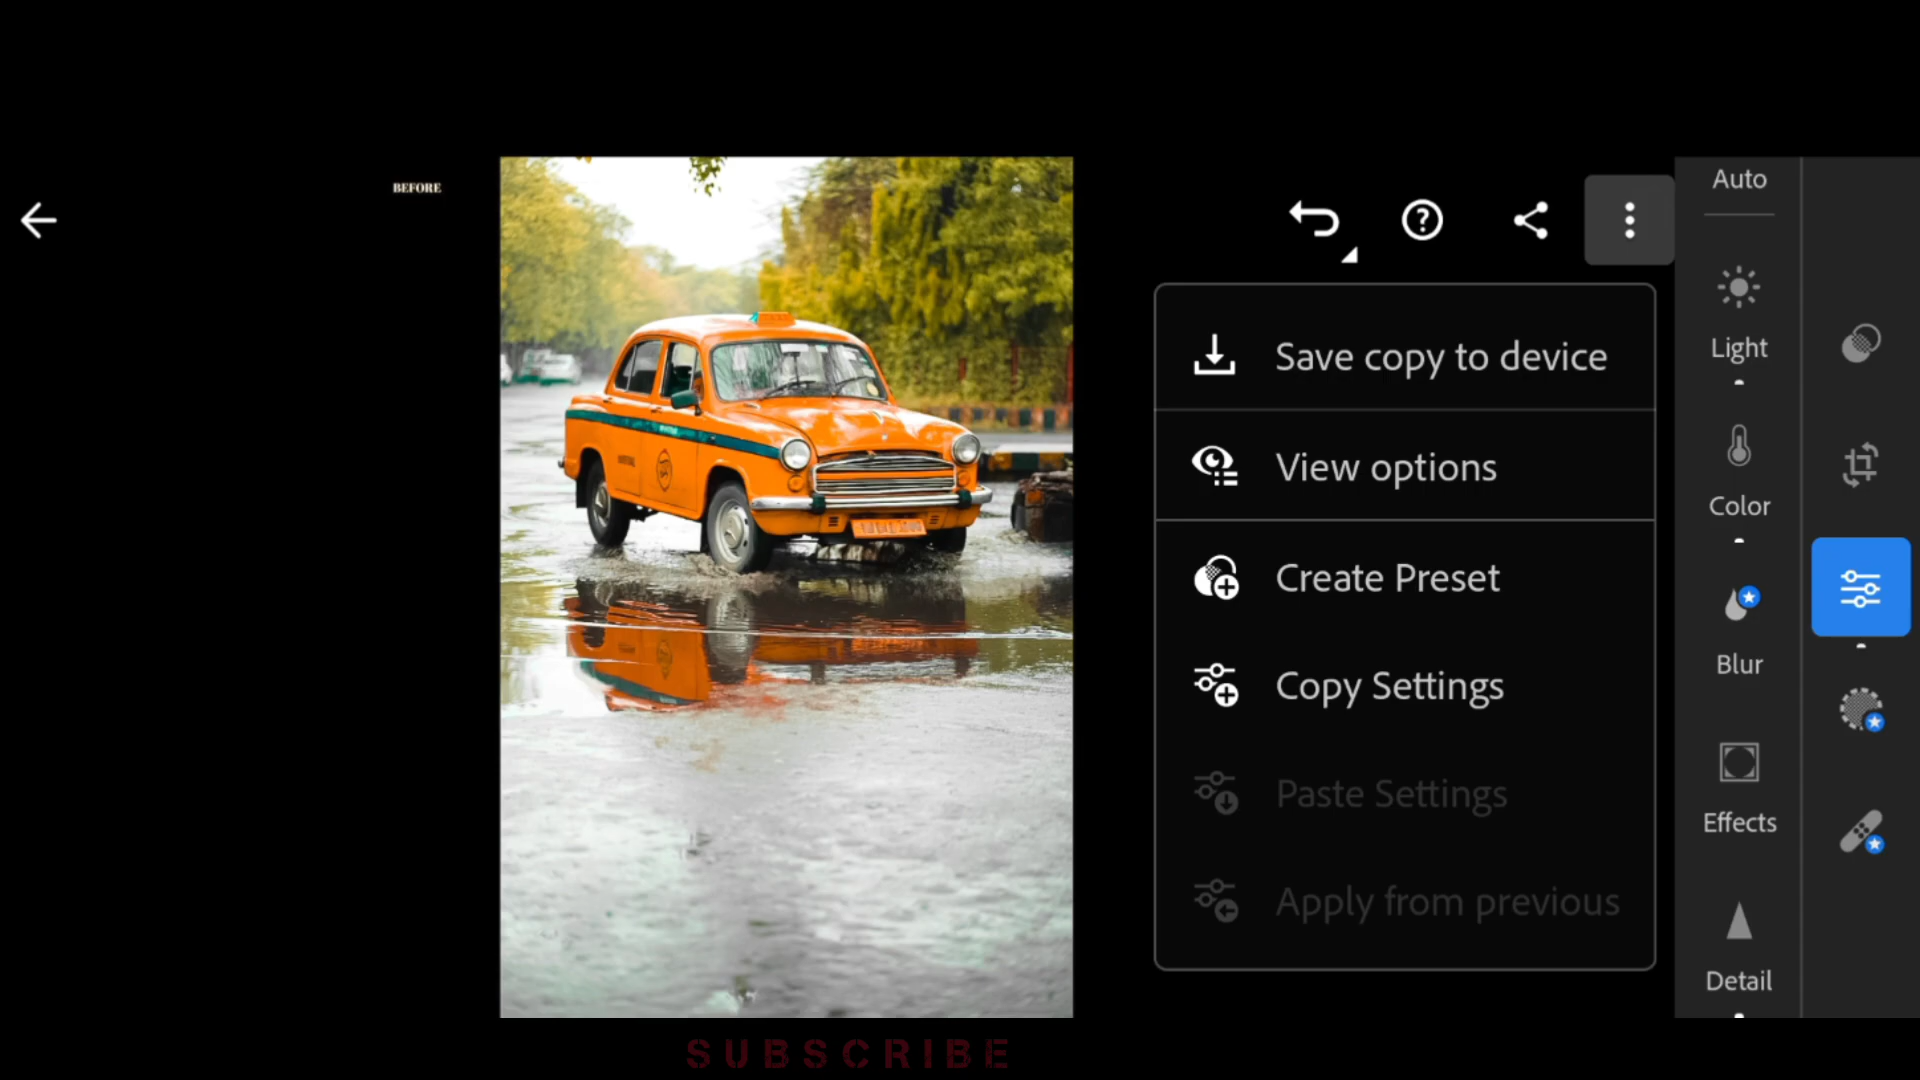 BEFORE
Save copy to device
View options
Create Preset
Copy Settings
Paste Settings
Apply from previous
Auto
Light
Color
Blur
Effects
Detail
SUBSCRIBE